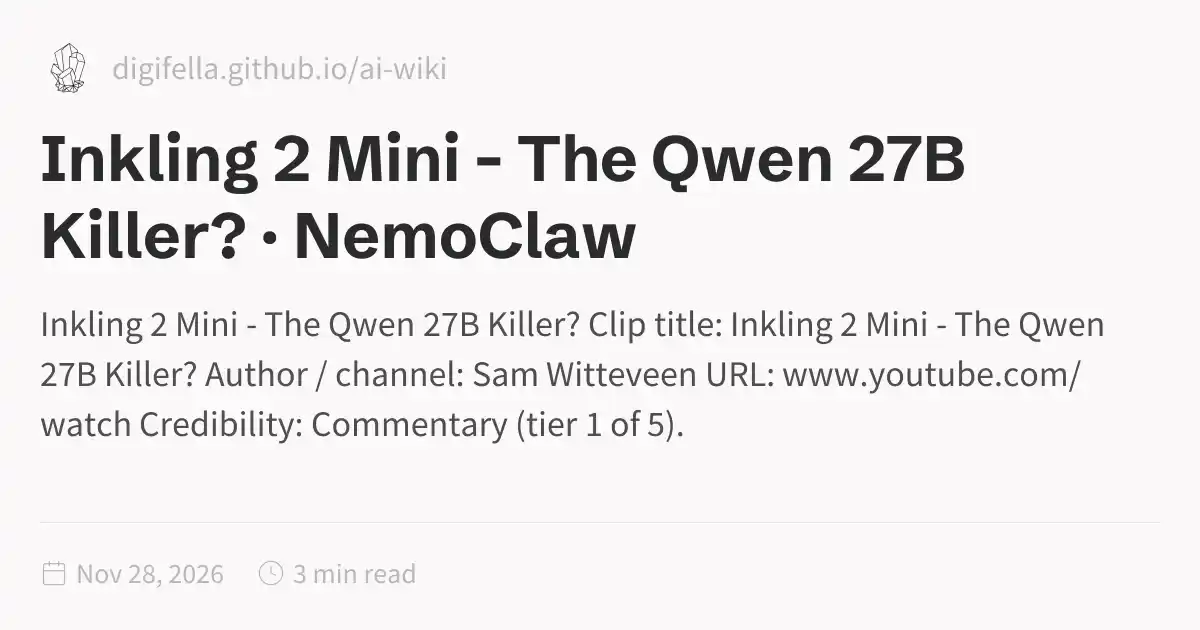 digifella.github.io/ai-wiki
Inkling 2 Mini - The Qwen 27B
Killer? · NemoClaw
Inkling 2 Mini - The Qwen 27B Killer? Clip title: Inkling 2 Mini - The Qwen
27B Killer? Author / channel: Sam Witteveen URL: www.youtube.com/
watch Credibility: Commentary (tier 1 of 5).
Nov 28, 2026 3 min read